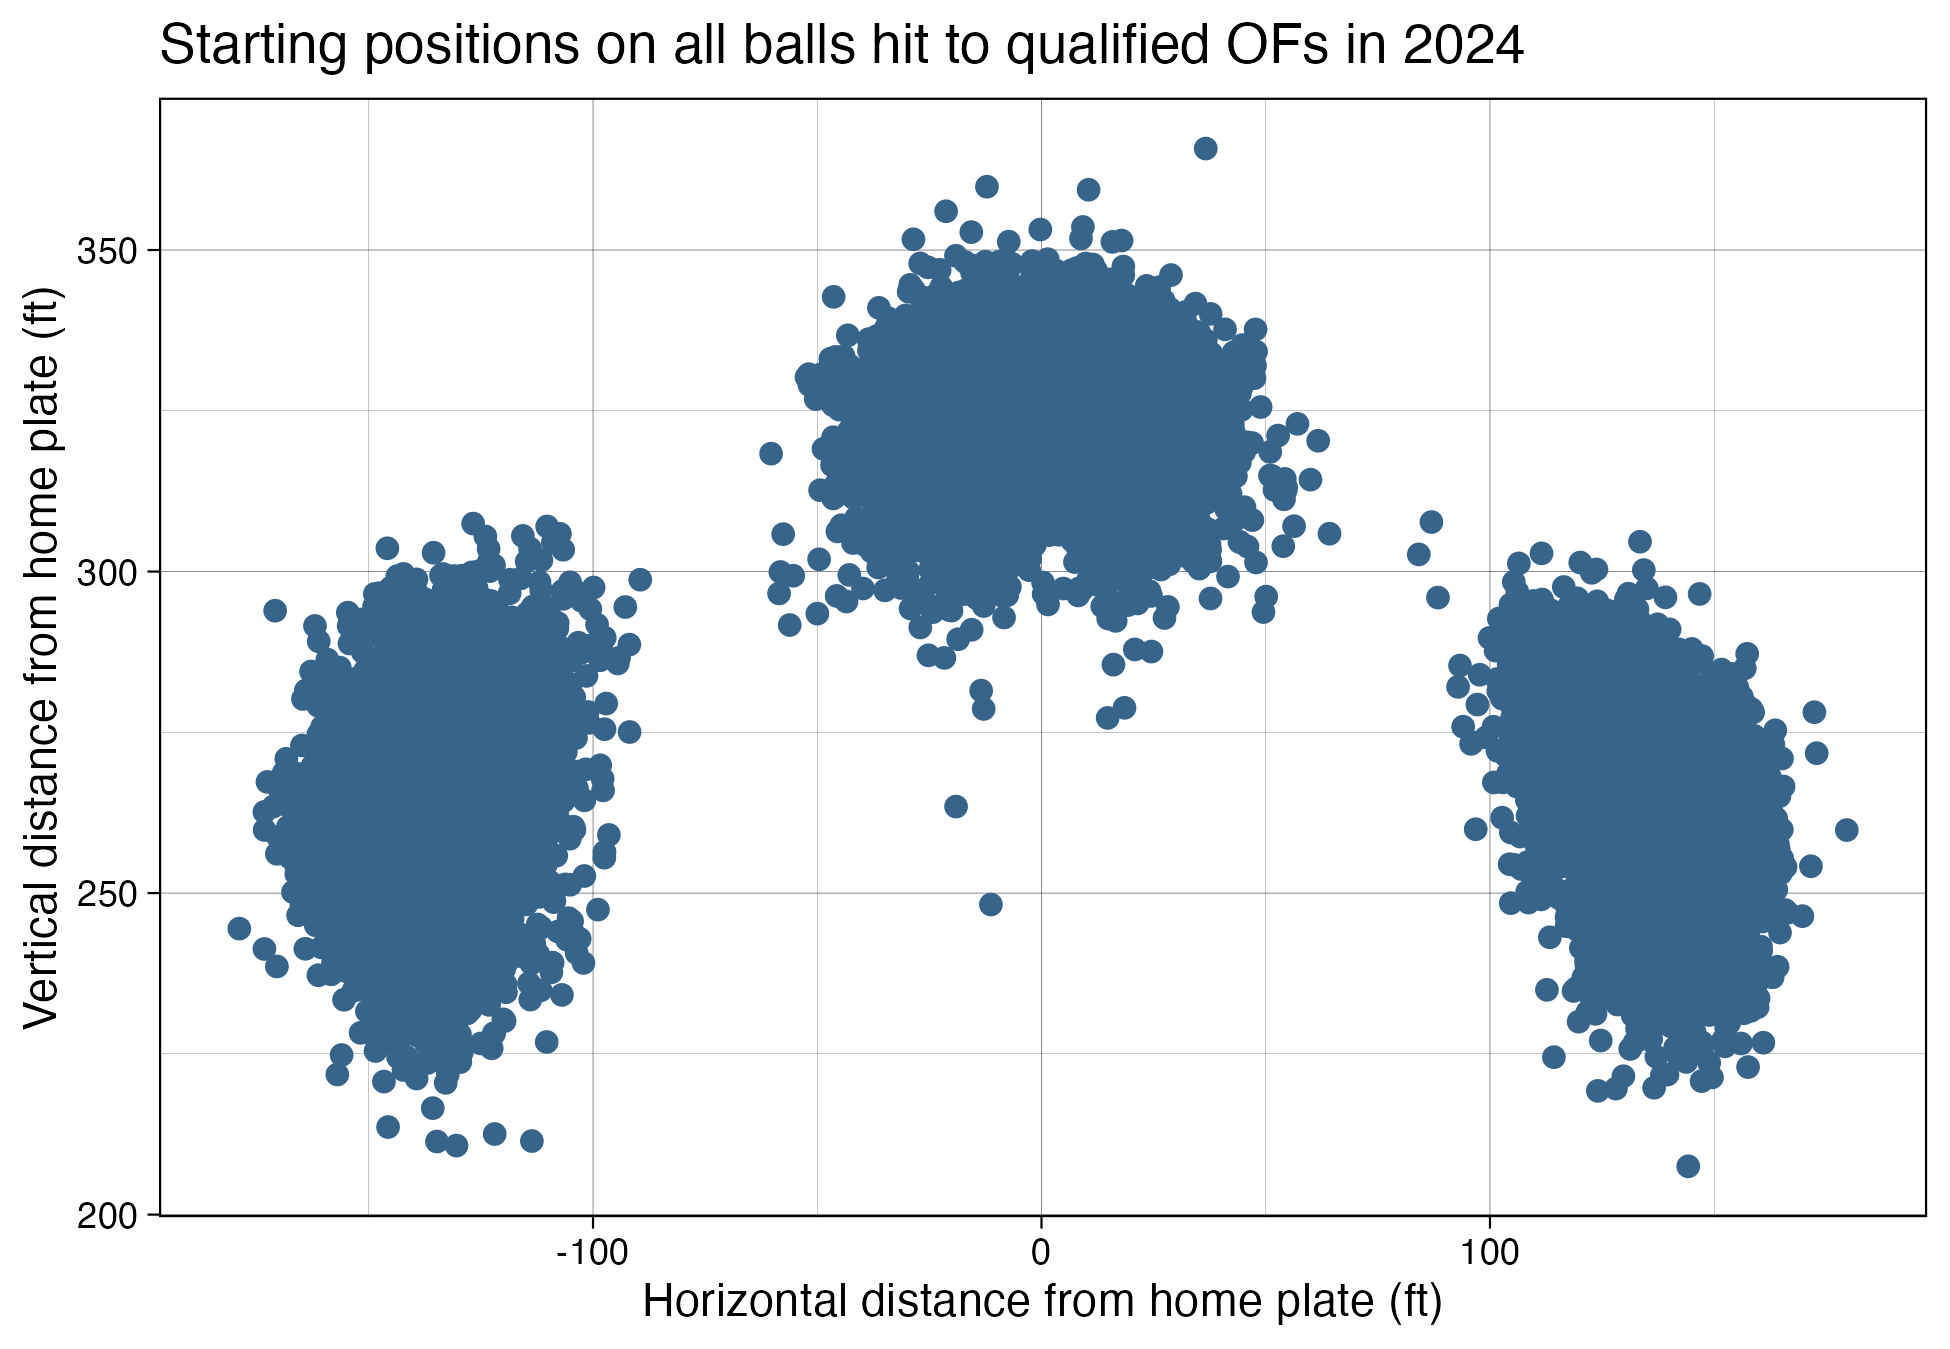 Starting positions on all balls hit to qualified OFs in 2024
Vertical distance from home plate (ft)
350
300
250
200
-100
0
100
Horizontal distance from home plate (ft)